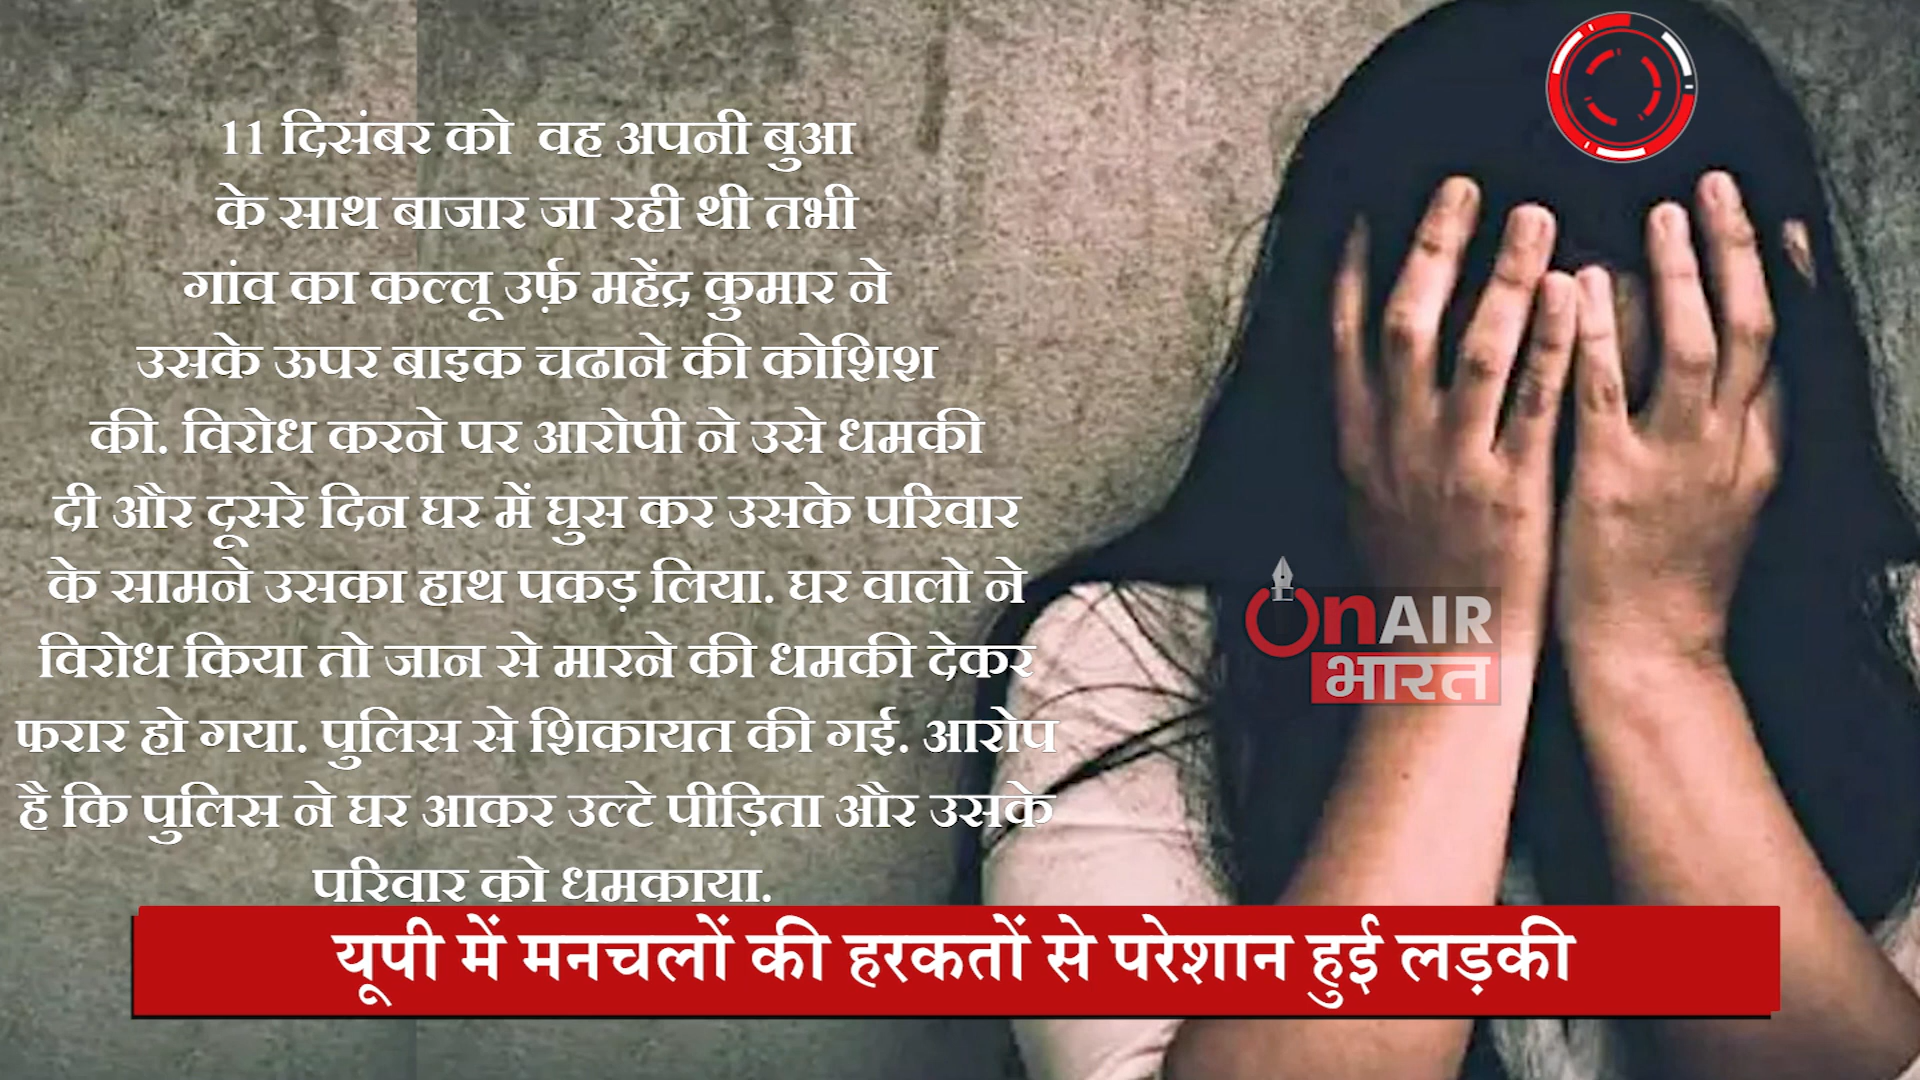 11 दिसंबर को वह अपनी बुआ
के साथ बाजार जा रही थी तभी
गांव का कल्लू उर्फ़ महेंद्र कुमार ने
उसके ऊपर बाइक चढाने की कोशिश
की. विरोध करने पर आरोपी ने उसे धमकी
दी और दूसरे दिन घर में घुस कर उसके परिवार
के सामने उसका हाथ पकड़ लिया. घर वालो ने
विरोध किया तो जान से मारने की धमकी देकर
फरार हो गया. पुलिस से शिकायत की गई. आरोप
है कि पुलिस ने घर आकर उल्टे पीड़िता और उसके
परिवार को धमकाया.
OnAIR
भारत
यूपी में मनचलों की हरकतों से परेशान हुई लड़की